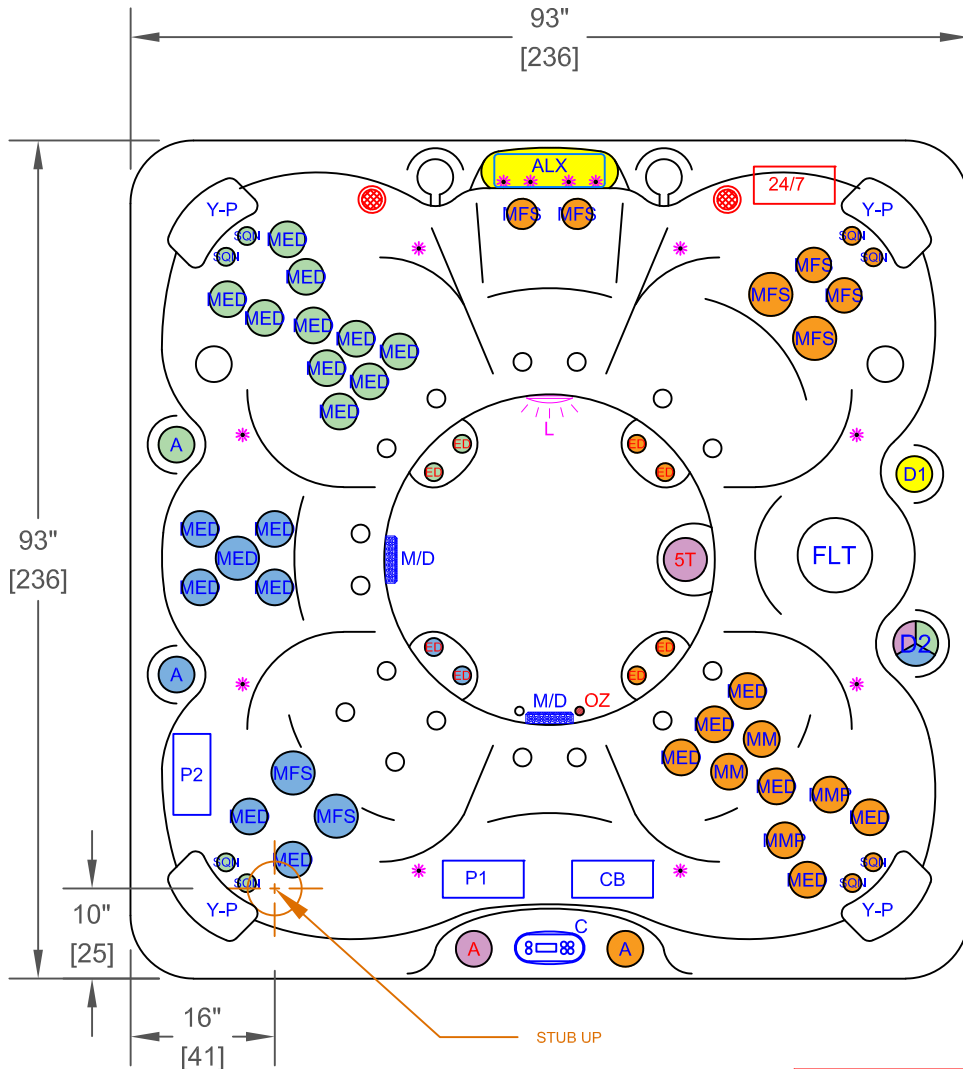 93"
[236]
ALX
24/7
Y-P
Y-P
MFS MFS
SQN
SQN
MED
MED
MED
MED
MED
MED
MED
MED
MED
MED
SQN
SQN
MFS
MFS
MFS
MFS
L
A
ED
ED
ED
ED
D1
93"
[236]
MED
MED
MED
MED
MED
M/D
5T
FLT
A
D2
ED
ED
ED
ED
M/D
OZ
P2
MFS
MED
MFS
MED
MED
MED
MM
MED
MM
MED
MMP
MED
MMP
MED
SQN
SQN
SQN
SQN
Y-P
P1
CB
Y-P
10"
[25]
A
C
A
16"
[41]
STUB UP